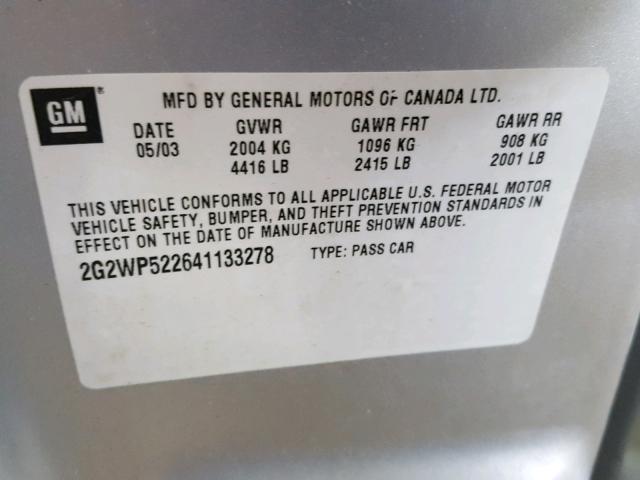 GM®
MFD BY GENERAL MOTORS OF CANADA LTD.
DATE GVWR GAWR FRT GAWR RR
05/03 2004 KG 1096 KG 908 KG
4416 LB 2415 LB 2001 LB
THIS VEHICLE CONFORMS TO ALL APPLICABLE U.S. FEDERAL MOTOR
VEHICLE SAFETY, BUMPER, AND THEFT PREVENTION STANDARDS IN
EFFECT ON THE DATE OF MANUFACTURE SHOWN ABOVE.
2G2WP522641133278 TYPE: PASS CAR